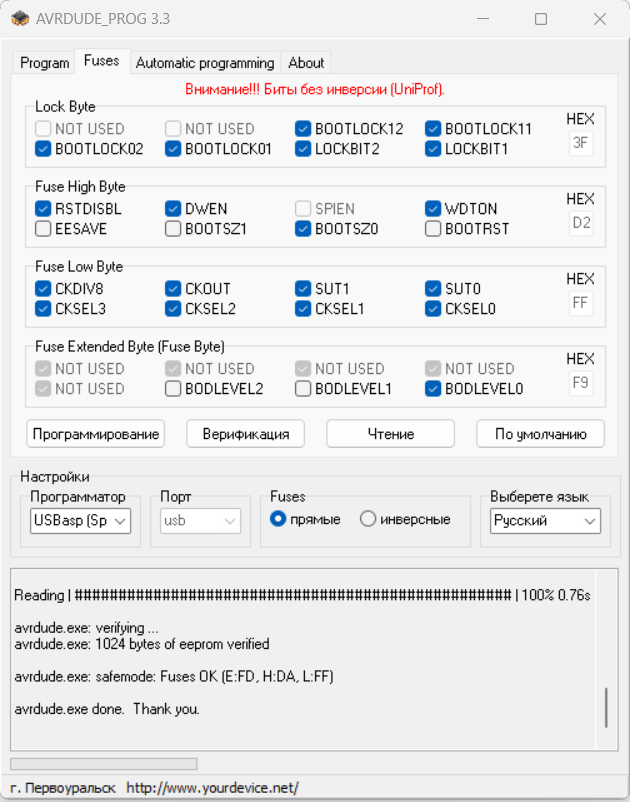 AVRDUDE_PROG 3.3
Program Fuses Automatic programming About
Внимание!!! Биты без инверсии (UniProf).
Lock Byte
NOT USED NOT USED BOOTLOCK12 BOOTLOCK11 HEX
BOOTLOCK02 BOOTLOCK01 LOCKBIT2 LOCKBIT1 3F
Fuse High Byte
RSTDISBL DWEN SPIEN WDTON HEX
EESAVE BOOTSZ1 BOOTSZ0 BOOTRST D2
Fuse Low Byte
CKDIV8 CKOUT SUT1 SUT0 HEX
CKSEL3 CKSEL2 CKSEL1 CKSEL0 FF
Fuse Extended Byte (Fuse Byte)
NOT USED NOT USED NOT USED NOT USED HEX
NOT USED BODLEVEL2 BODLEVEL1 BODLEVEL0 F9
Программирование Верификация Чтение По умолчанию
Настройки
Программатор Порт Fuses Выберете язык
USBasp (Sp usb прямые инверсные Русский
Reading | ################################################## | 100% 0.76s
avrdude.exe: verifying ...
avrdude.exe: 1024 bytes of eeprom verified
avrdude.exe: safemode: Fuses OK (E:FD, H:DA, L:FF)
avrdude.exe done.  Thank you.
г. Первоуральск http://www.yourdevice.net/